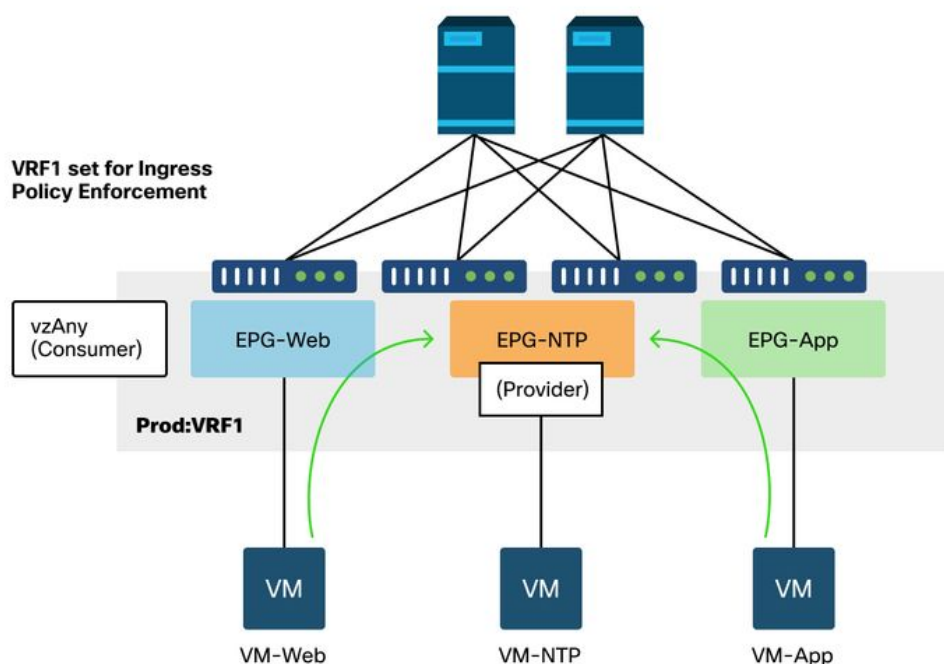 VRF1 set for Ingress
Policy Enforcement
vzAny
(Consumer)
EPG-Web
EPG-NTP
EPG-App
(Provider)
Prod:VRF1
VM
VM
VM
VM-Web
VM-NTP
VM-App